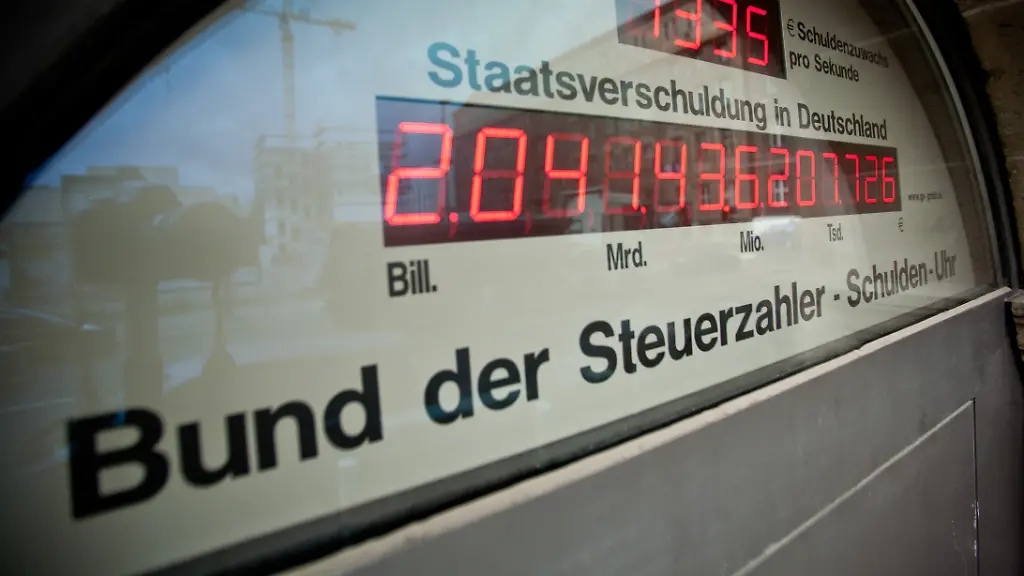 1335
€ Schuldenzuwachs
pro Sekunde
Staatsverschuldung in Deutschland
2.041.436.207.726
€
Bill. Mrd. Mio. Tsd.
Bund der Steuerzahler - Schulden-Uhr